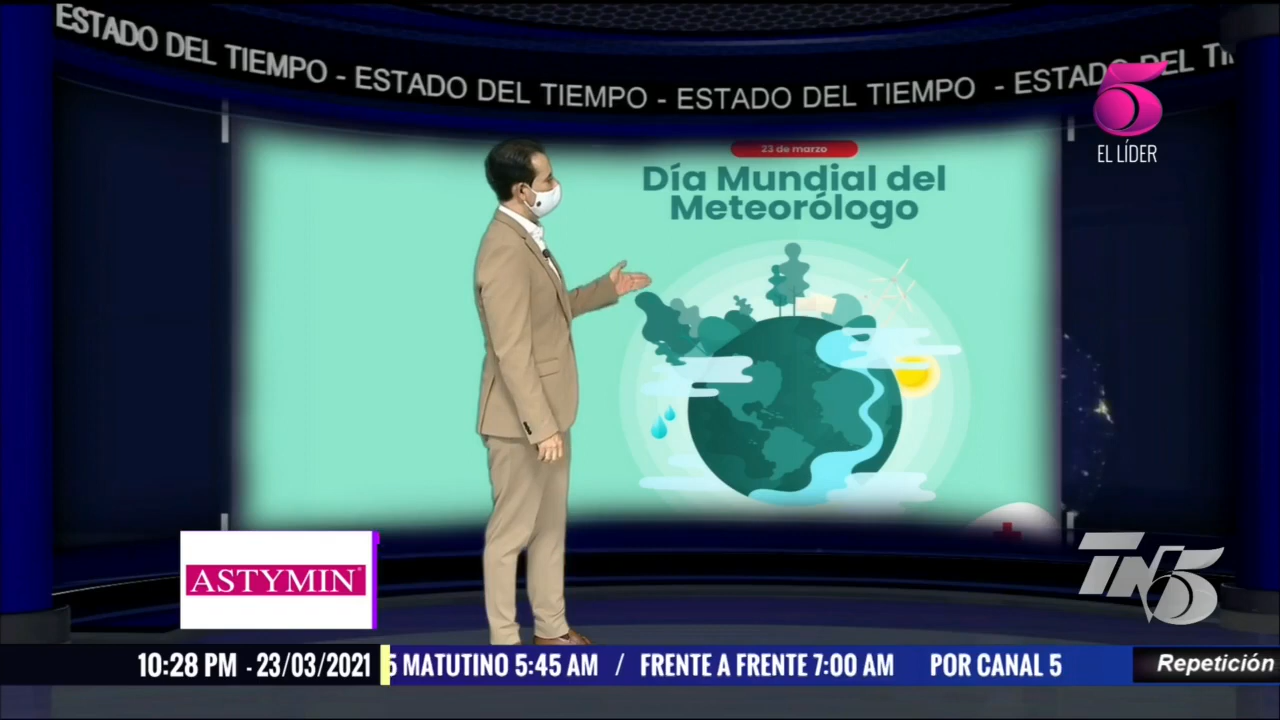 ESTADO DEL TIEMPO - ESTADO DEL TIEMPO - ESTADO DEL TIEMPO - ESTADO DEL TI
5
EL LÍDER
23 de marzo
Día Mundial del
Meteorólogo
ASTYMIN®
TN5
10:28 PM - 23/03/2021
5 MATUTINO 5:45 AM / FRENTE A FRENTE 7:00 AM POR CANAL 5
Repetición